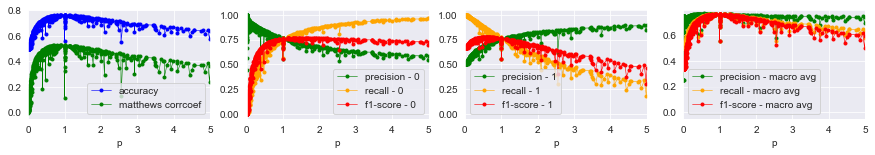 0.8
0.6
0.4
0.2
0.0
accuracy
matthews corrcoef
0 1 2 3 4 5
p
1.00
0.75
0.50
0.25
0.00
precision - 0
recall - 0
f1-score - 0
0 1 2 3 4 5
p
1.00
0.75
0.50
0.25
0.00
precision - 1
recall - 1
f1-score - 1
0 1 2 3 4 5
p
0.6
0.4
0.2
0.0
precision - macro avg
recall - macro avg
f1-score - macro avg
0 1 2 3 4 5
p